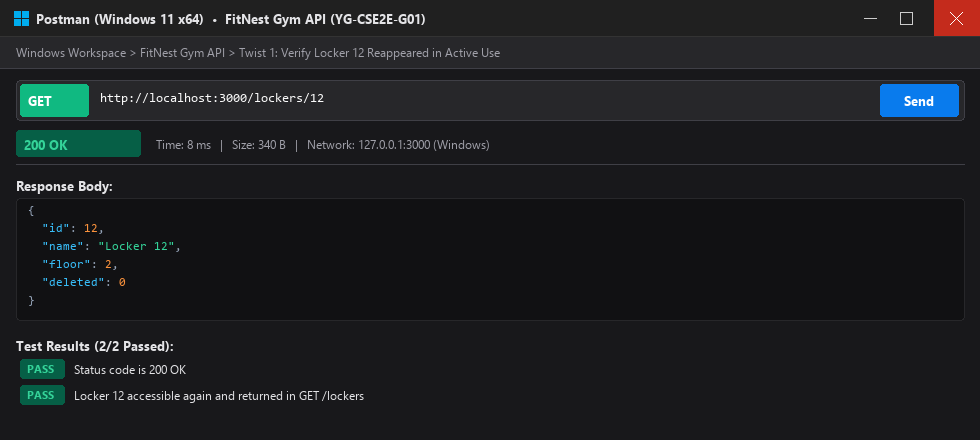 Postman (Windows 11 x64)  •  FitNest Gym API (YG-CSE2E-G01)
Windows Workspace > FitNest Gym API > Twist 1: Verify Locker 12 Reappeared in Active Use
GET http://localhost:3000/lockers/12 Send
200 OK Time: 8 ms | Size: 340 B | Network: 127.0.0.1:3000 (Windows)
Response Body:
{
  "id": 12,
  "name": "Locker 12",
  "floor": 2,
  "deleted": 0
}
Test Results (2/2 Passed):
PASS Status code is 200 OK
PASS Locker 12 accessible again and returned in GET /lockers